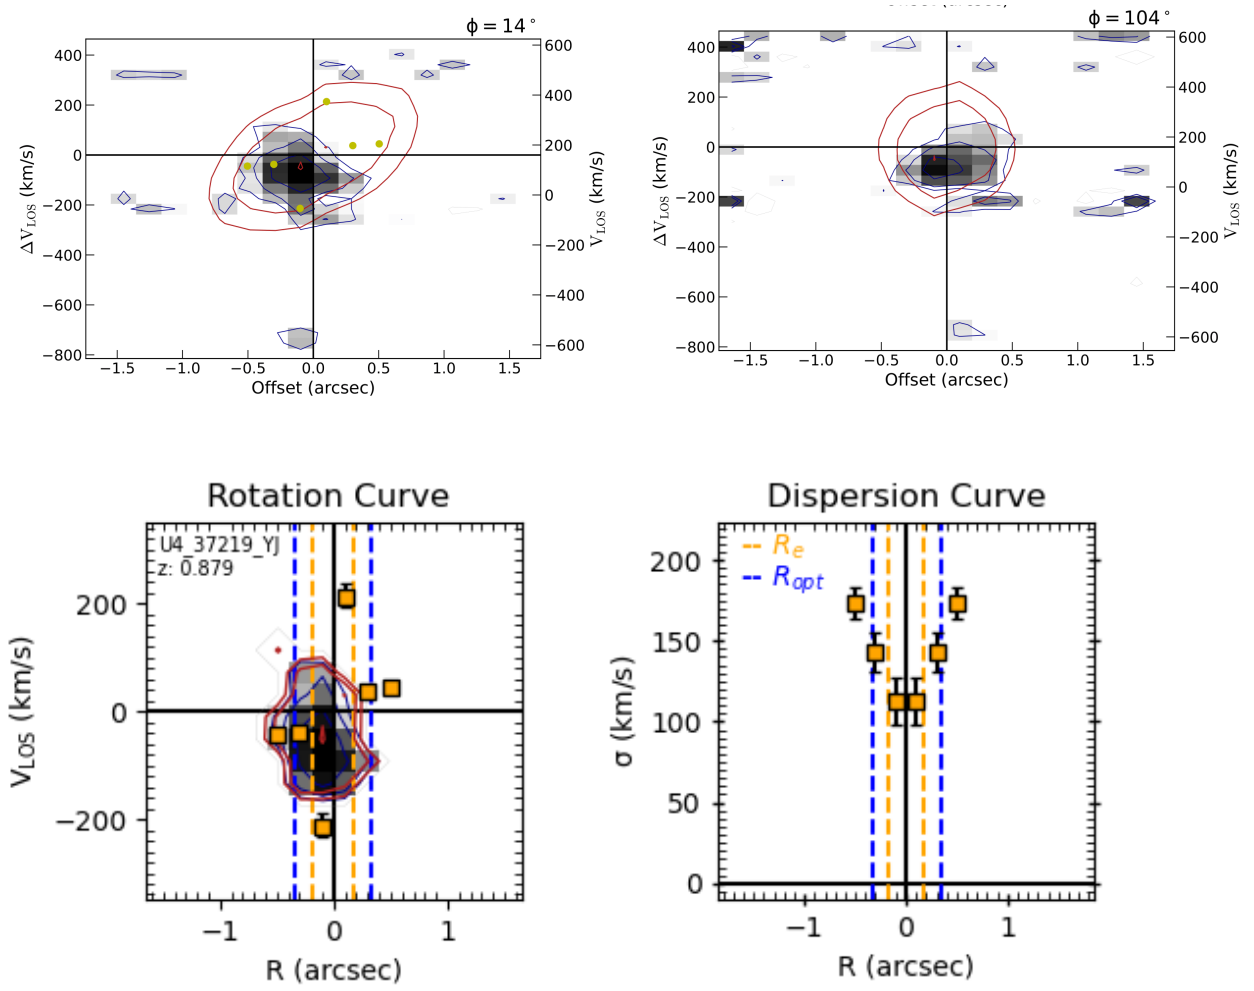 Offset (arcsec)
ϕ = 14°
ϕ = 104°
400
200
0
−200
−400
−600
−800
ΔV_LOS (km/s)
600
400
200
0
−200
−400
−600
V_LOS (km/s)
−1.5 −1.0 −0.5 0.0 0.5 1.0 1.5
Offset (arcsec)
400
200
0
−200
−400
−600
−800
ΔV_LOS (km/s)
600
400
200
0
−200
−400
−600
V_LOS (km/s)
−1.5 −1.0 −0.5 0.0 0.5 1.0 1.5
Offset (arcsec)
Rotation Curve
U4_37219_YJ
z: 0.879
200
0
−200
V_LOS (km/s)
−1 0 1
R (arcsec)
Dispersion Curve
R_e
R_opt
200
150
100
50
0
σ (km/s)
−1 0 1
R (arcsec)